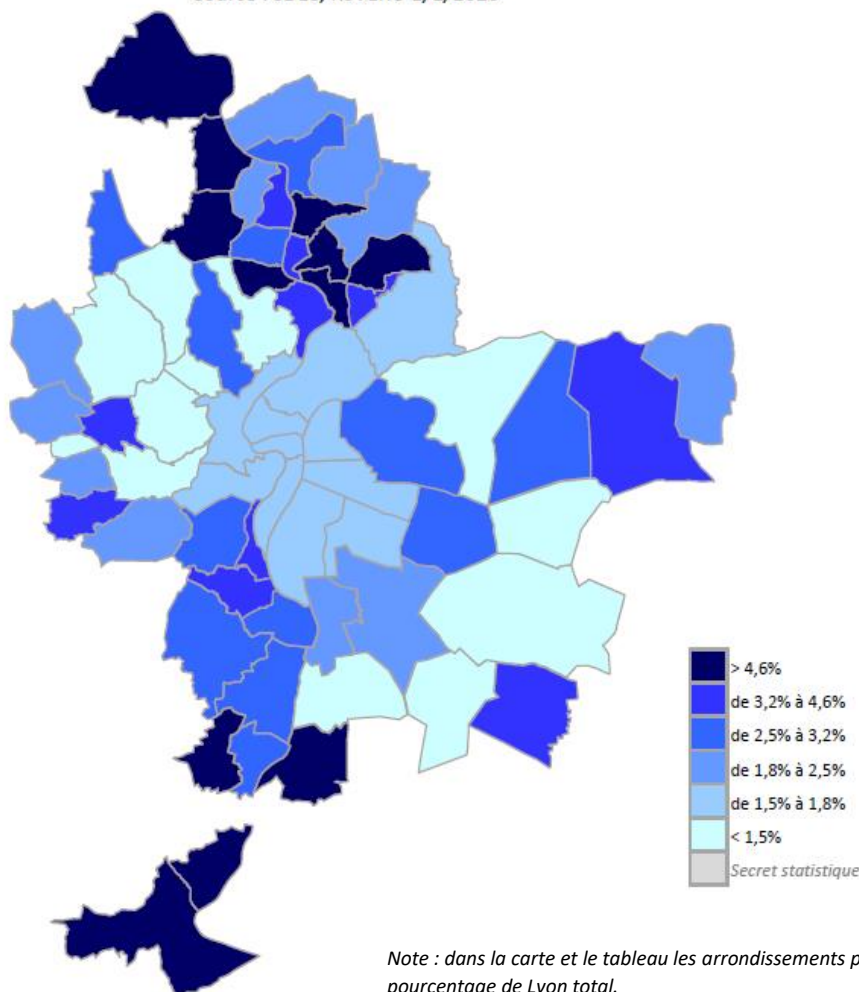 > 4,6%
de 3,2% à 4,6%
de 2,5% à 3,2%
de 1,8% à 2,5%
de 1,5% à 1,8%
< 1,5%
Secret statistique
Note : dans la carte et le tableau les arrondissements p
pourcentage de Lyon total.